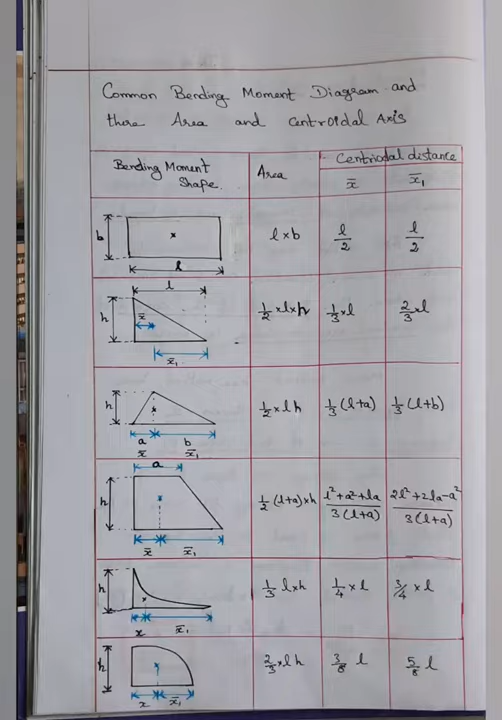 Common Bending Moment Diagram and
there Area and Centroidal Axis
Bending Moment Shape. | Area | Centriodal distance
x̄ | x̄₁
b l | l×b | l/2 | l/2
h l x̄ x̄₁ | 1/2 ×l×h | 1/3 ×l | 2/3 ×l
h a b x̄ x̄₁ | 1/2 × l h | 1/3 (l+a) | 1/3 (l+b)
a h x̄ x̄₁ | 1/2 (l+a)×h | l²+a²+la / 3(l+a) | 2l²+2la-a² / 3(l+a)
h x x̄₁ | 1/3 l×h | 1/4 × l | 3/4 × l
h x x̄₁ | 2/3 × l h | 3/8 l | 5/8 l